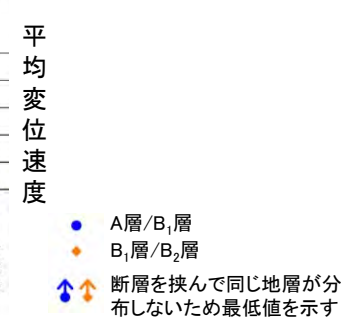 平均変位速度
A層/B₁層
B₁層/B₂層
断層を挟んで同じ地層が分
布しないため最低値を示す